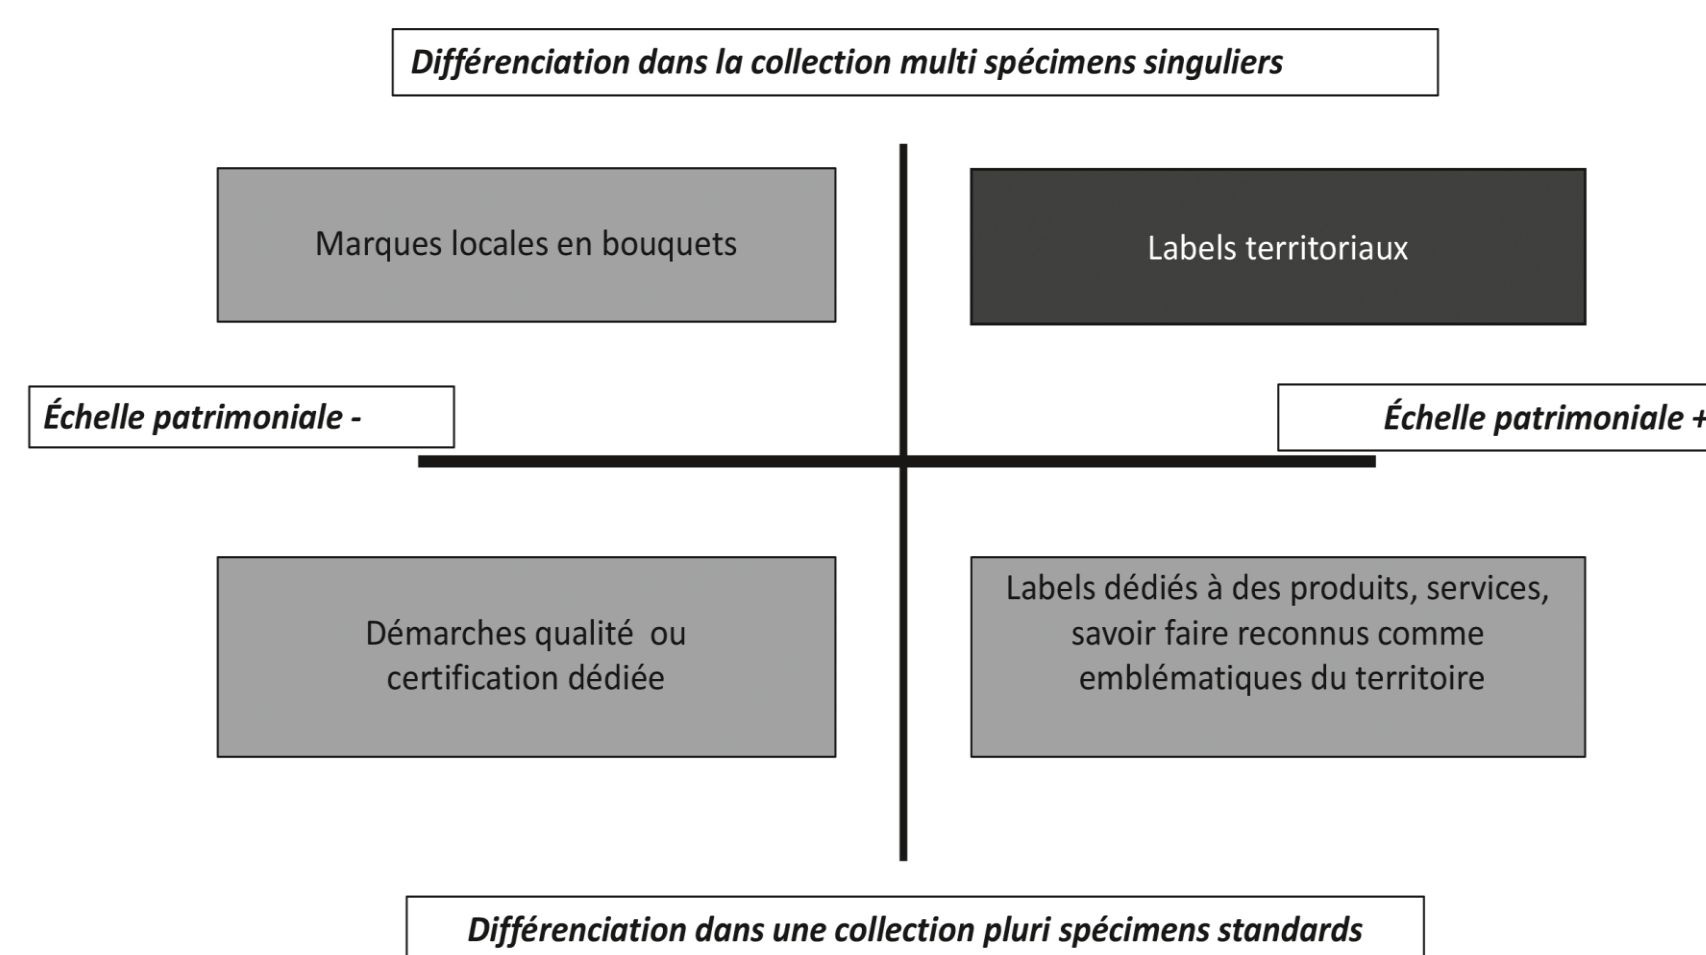 Différenciation dans la collection multi spécimens singuliers
Marques locales en bouquets
Labels territoriaux
Échelle patrimoniale -
Échelle patrimoniale +
Démarches qualité ou
certification dédiée
Labels dédiés à des produits, services,
savoir faire reconnus comme
emblématiques du territoire
Différenciation dans une collection pluri spécimens standards